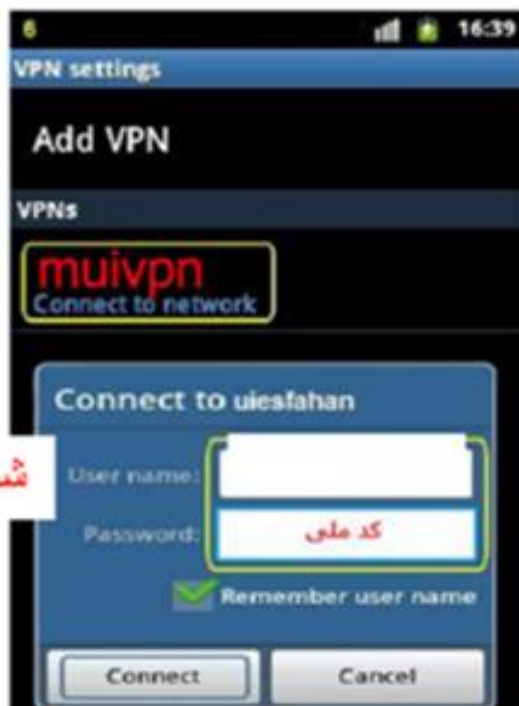 6 16:39
VPN settings
Add VPN
VPNs
muivpn
Connect to network
Connect to uiesfahan
User name:
Password: کد ملی
Remember user name
Connect Cancel